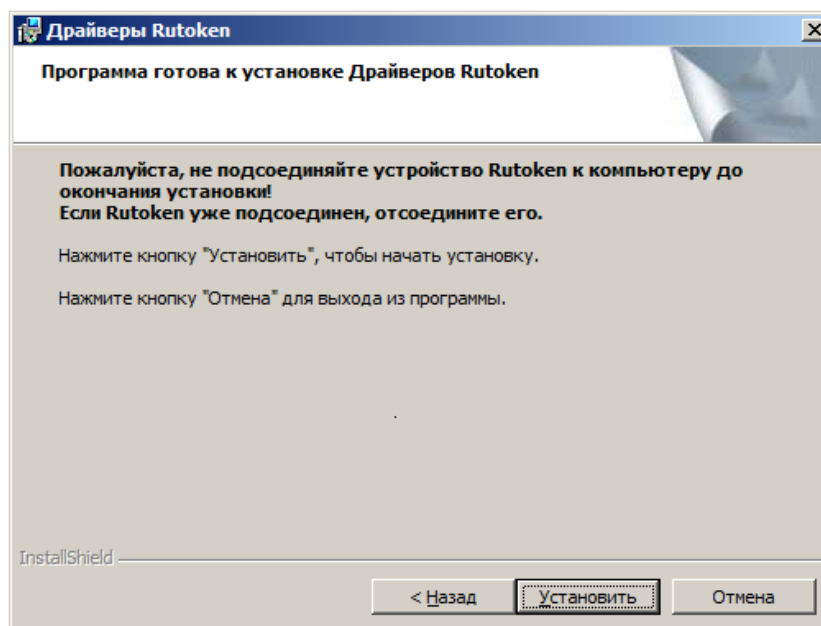 Драйверы Rutoken
Программа готова к установке Драйверов Rutoken
Пожалуйста, не подсоединяйте устройство Rutoken к компьютеру до
окончания установки!
Если Rutoken уже подсоединен, отсоедините его.
Нажмите кнопку "Установить", чтобы начать установку.
Нажмите кнопку "Отмена" для выхода из программы.
.
InstallShield
< Назад
Установить
Отмена